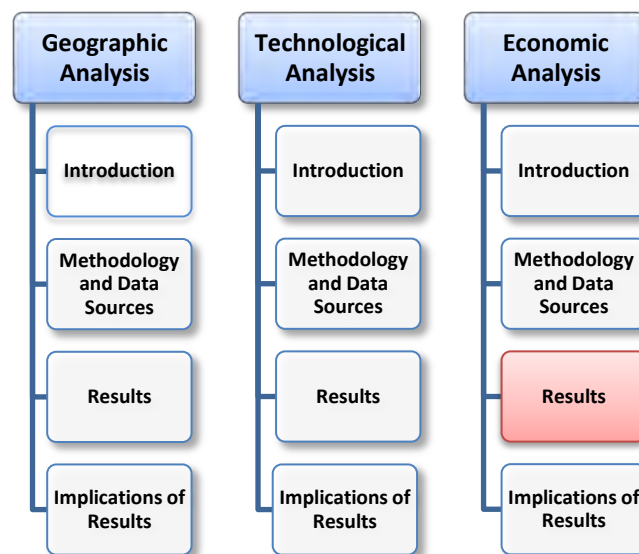 Geographic
Analysis
Introduction
Methodology
and Data
Sources
Results
Implications of
Results
Technological
Analysis
Introduction
Methodology
and Data
Sources
Results
Implications of
Results
Economic
Analysis
Introduction
Methodology
and Data
Sources
Results
Implications of
Results